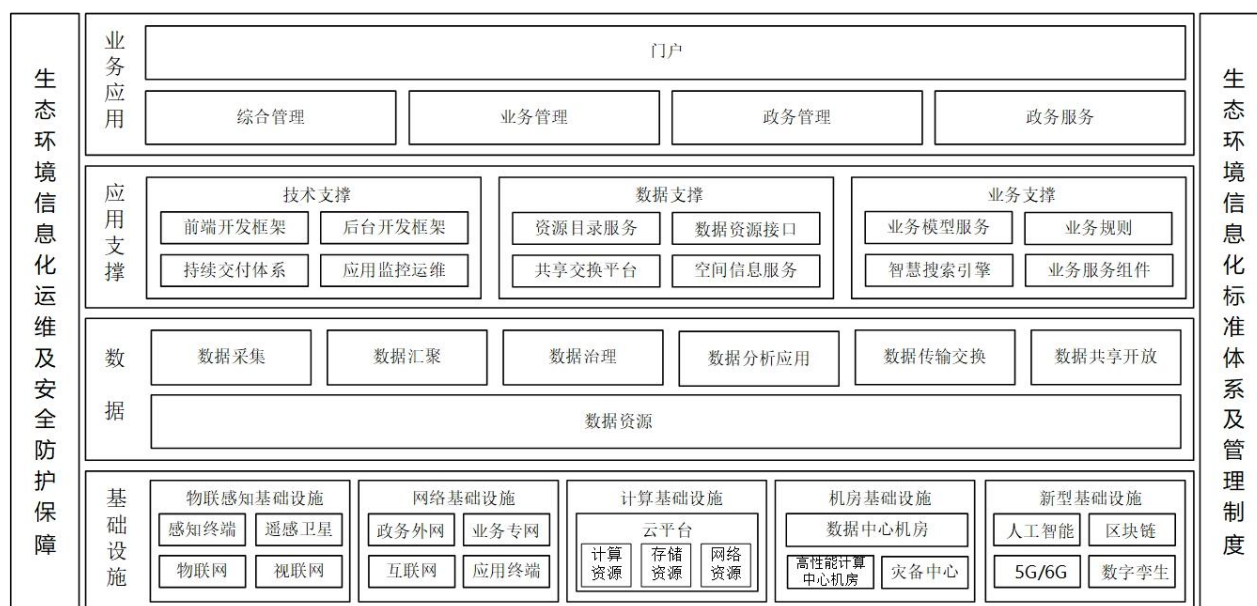 生态环境信息化运维及安全防护保障
业务应用
门户
综合管理
业务管理
政务管理
政务服务
应用支撑
技术支撑
前端开发框架
后台开发框架
持续交付体系
应用监控运维
数据支撑
资源目录服务
数据资源接口
共享交换平台
空间信息服务
业务支撑
业务模型服务
业务规则
智慧搜索引擎
业务服务组件
数据
数据采集
数据汇聚
数据治理
数据分析应用
数据传输交换
数据共享开放
数据资源
基础设施
物联感知基础设施
感知终端
遥感卫星
物联网
视联网
网络基础设施
政务外网
业务专网
互联网
应用终端
计算基础设施
云平台
计算
资源
存储
资源
网络
资源
机房基础设施
数据中心机房
高性能计算
中心机房
灾备中心
新型基础设施
人工智能
区块链
5G/6G
数字孪生
生态环境信息化标准体系及管理制度